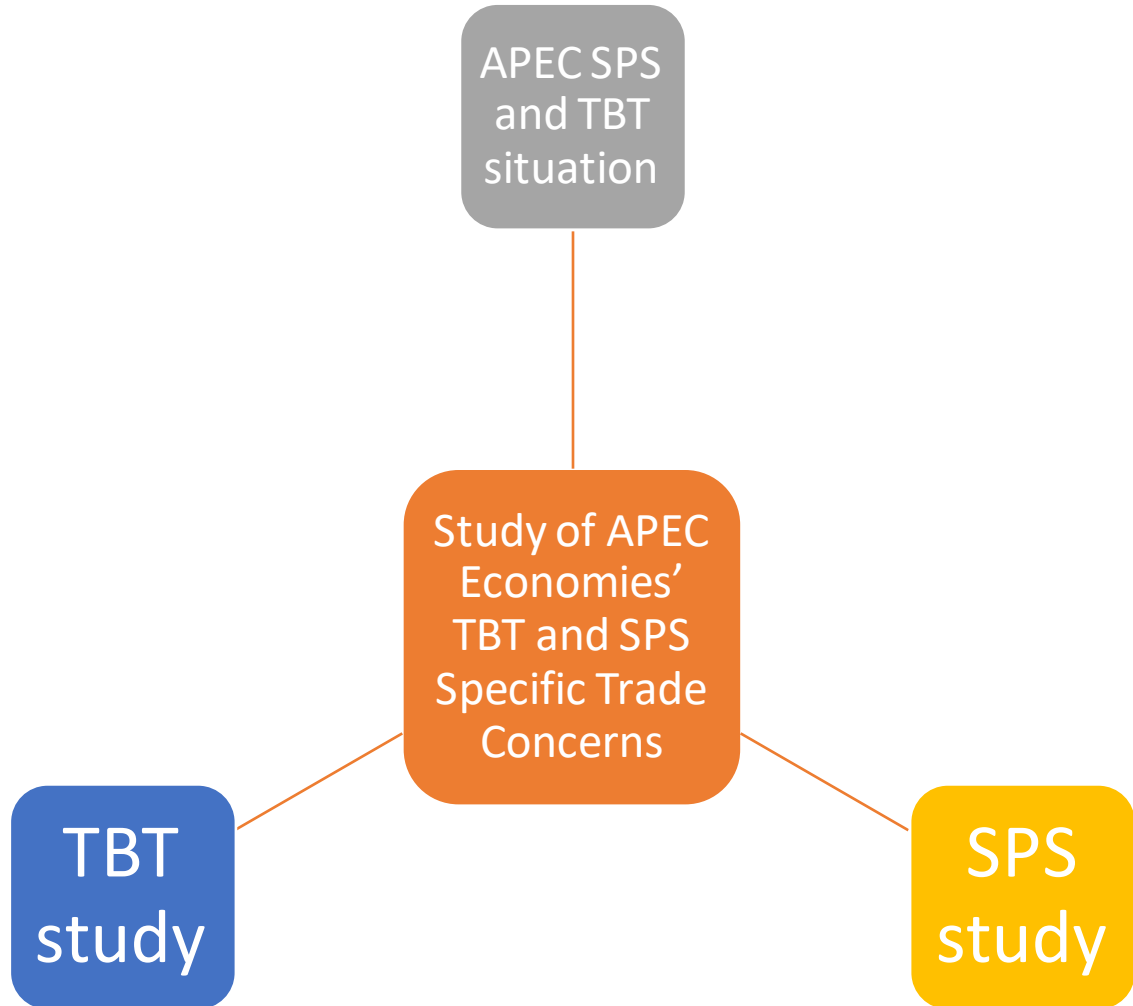 APEC SPS
and TBT
situation
Study of APEC
Economies’
TBT and SPS
Specific Trade
Concerns
TBT
study
SPS
study